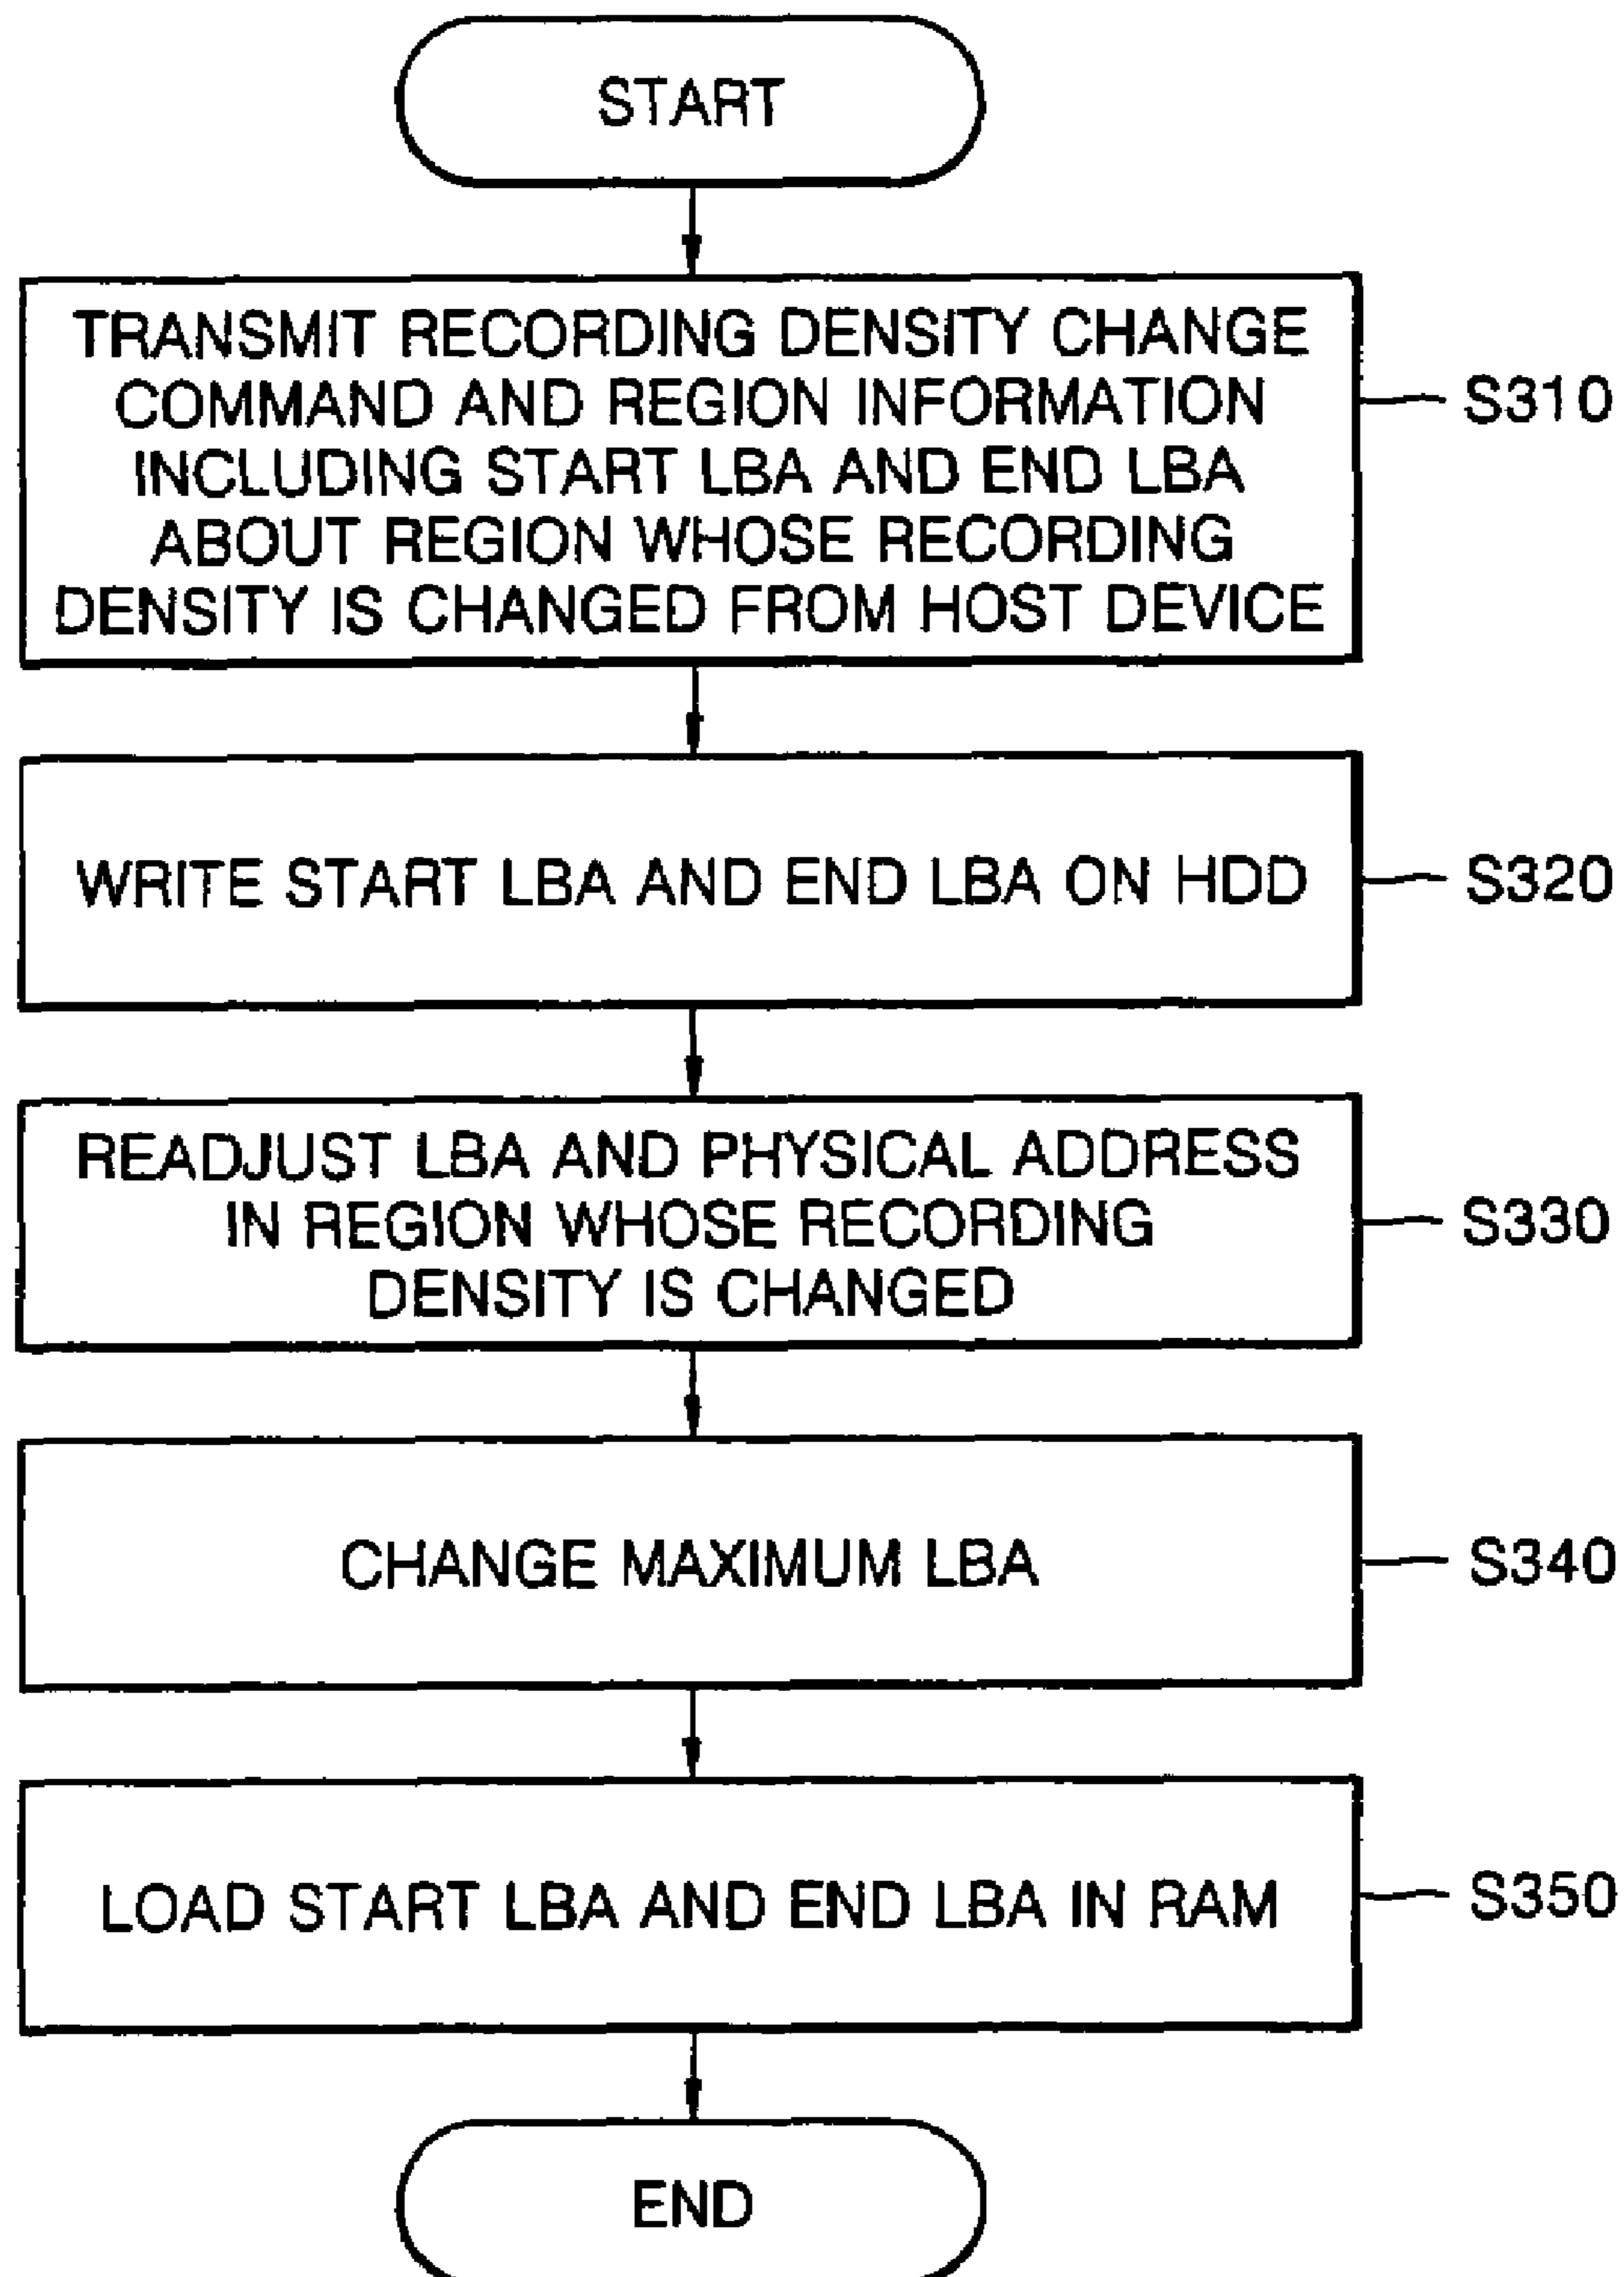 START
TRANSMIT RECORDING DENSITY CHANGE
COMMAND AND REGION INFORMATION
INCLUDING START LBA AND END LBA
ABOUT REGION WHOSE RECORDING
DENSITY IS CHANGED FROM HOST DEVICE
S310
WRITE START LBA AND END LBA ON HDD
S320
READJUST LBA AND PHYSICAL ADDRESS
IN REGION WHOSE RECORDING
DENSITY IS CHANGED
S330
CHANGE MAXIMUM LBA
S340
LOAD START LBA AND END LBA IN RAM
S350
END